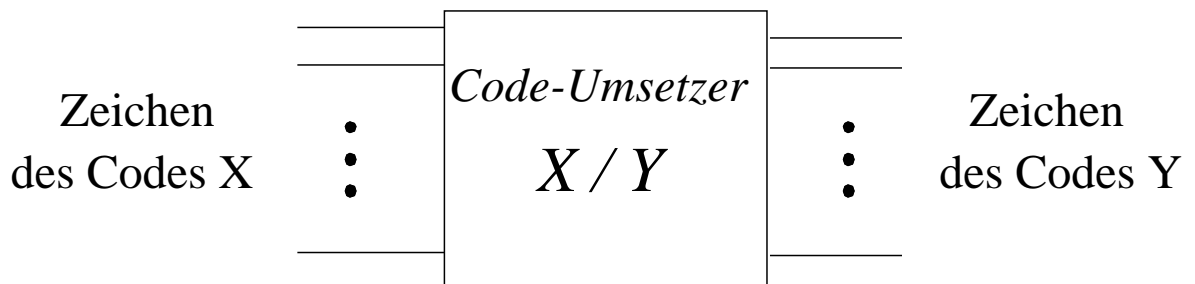 Zeichen
des Codes X
Code-Umsetzer
X / Y
Zeichen
des Codes Y